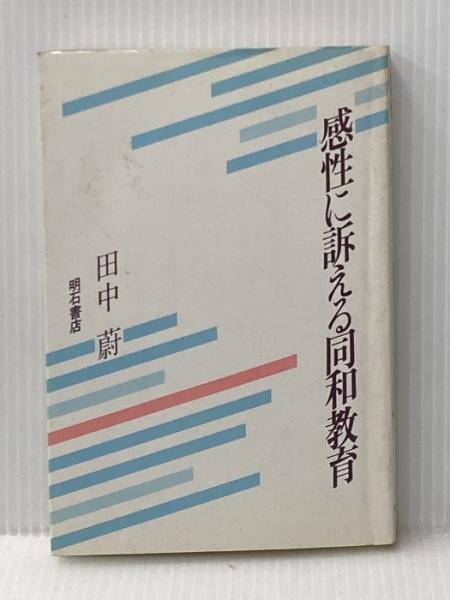 感性に訴える同和教育
田中 蔚
明石書店